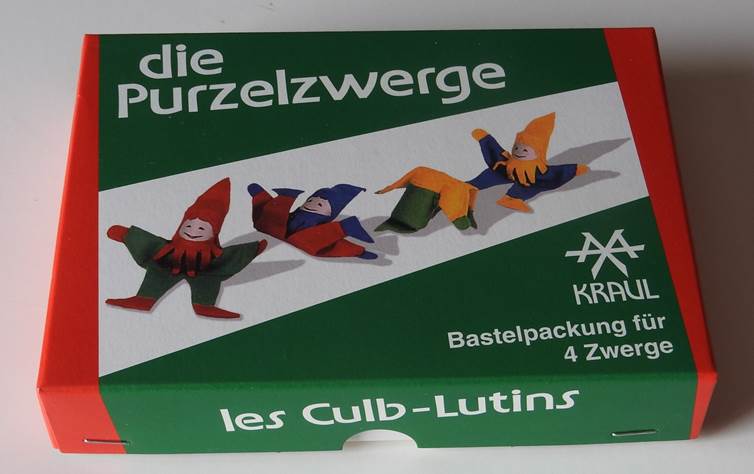 die
Purzelzwerge
KRAUL
Bastelpackung für
4 Zwerge
les Culb-Lutins